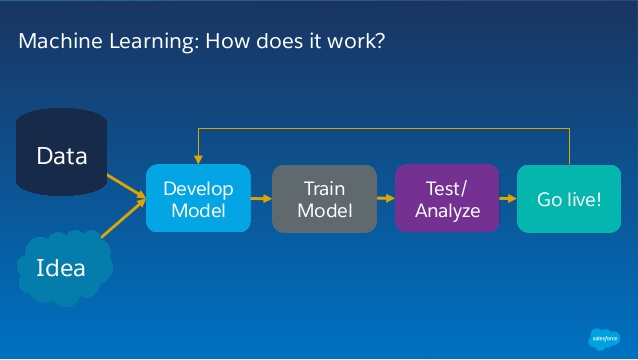 Machine Learning: How does it work?
Data
Idea
Develop
Model
Train
Model
Test/
Analyze
Go live!
salesforce